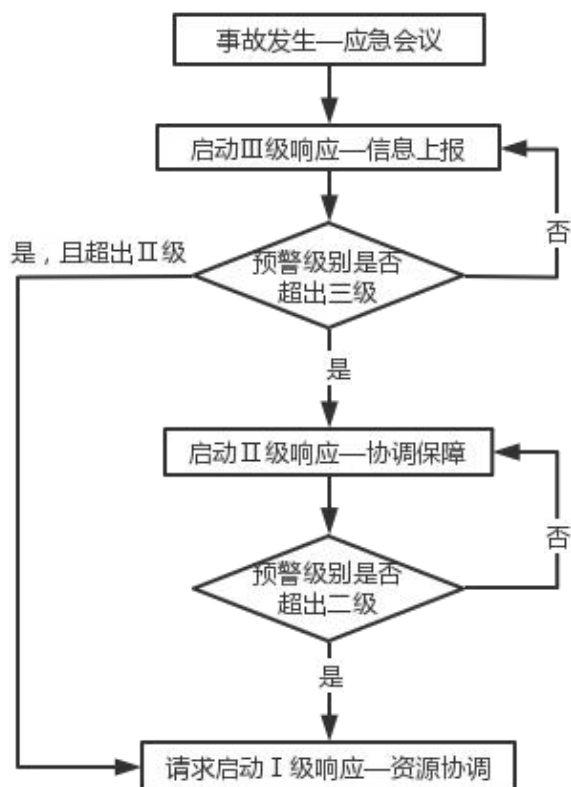 事故发生—应急会议
启动Ⅲ级响应—信息上报
否
是，且超出Ⅱ级
预警级别是否
超出三级
是
启动Ⅱ级响应—协调保障
否
预警级别是否
超出二级
是
请求启动Ⅰ级响应—资源协调